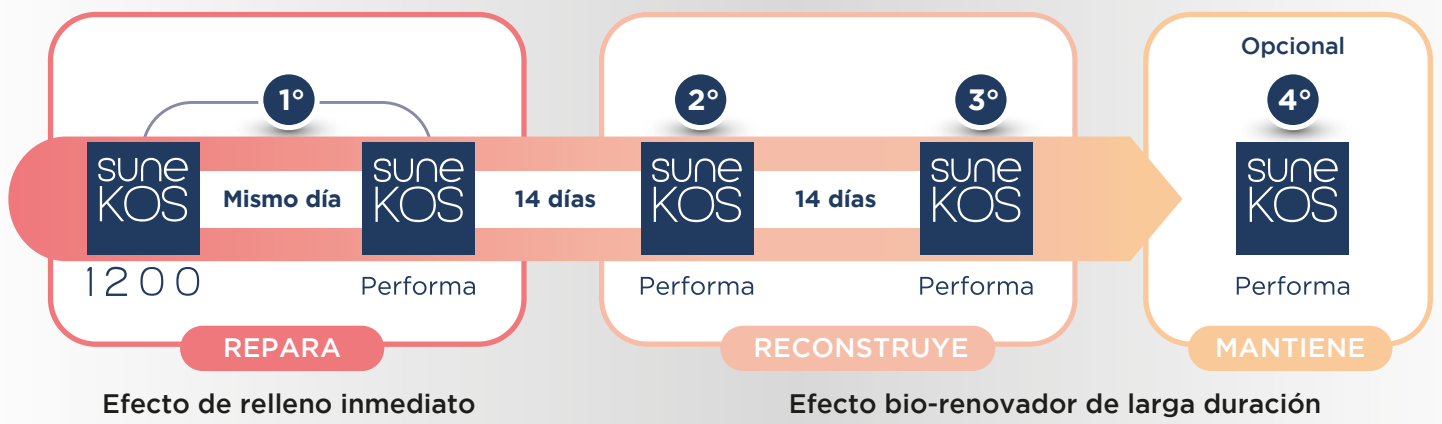 Opcional
1°
2°
3°
4°
sune
KOS
Mismo día
sune
KOS
14 días
sune
KOS
14 días
sune
KOS
sune
KOS
1200
Performa
Performa
Performa
Performa
REPARA
RECONSTRUYE
MANTIENE
Efecto de relleno inmediato
Efecto bio-renovador de larga duración